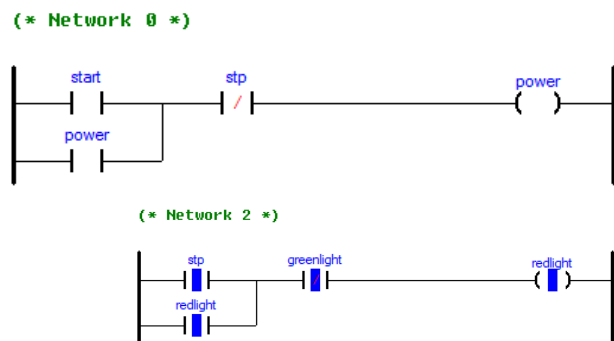 (* Network 0 *)
start stp power
power
(* Network 2 *)
stp greenlight redlight
redlight